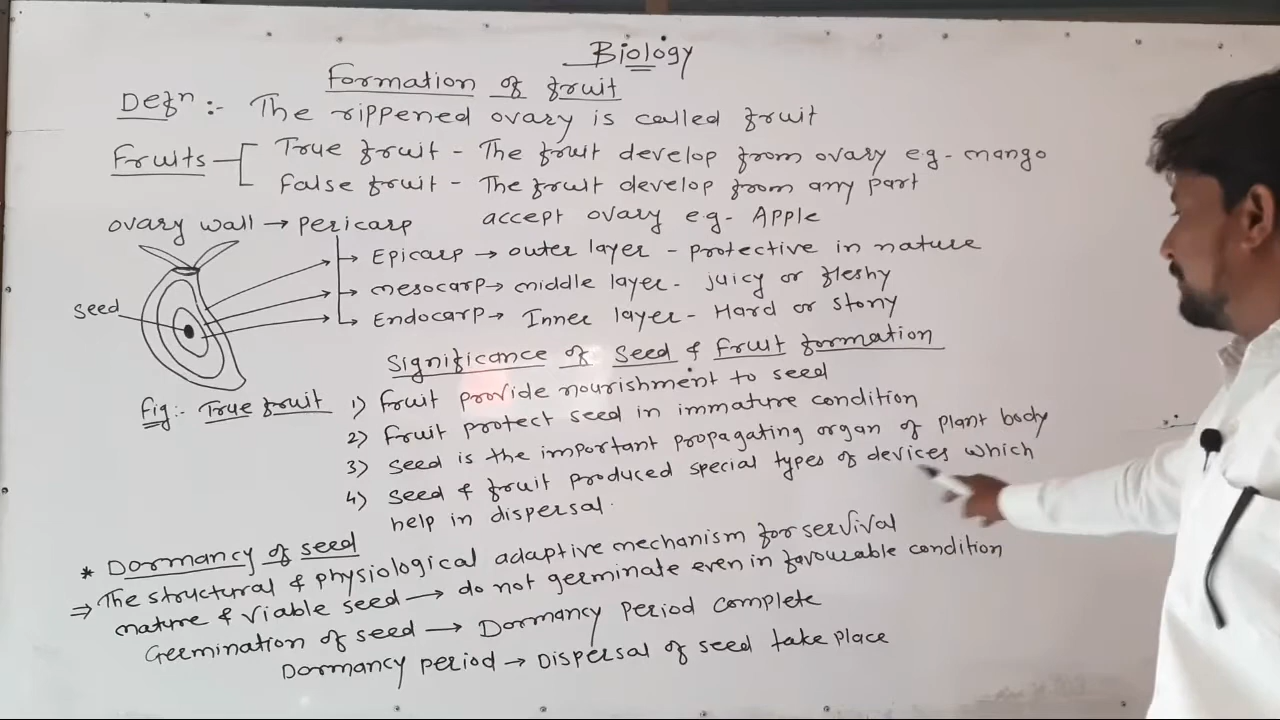 Biology
Formation of fruit
Defn :- The rippened ovary is called fruit
Fruits
True fruit - The fruit develop from ovary e.g - mango
False fruit - The fruit develop from any part
accept ovary e.g - Apple
ovary wall → pericarp
Epicarp → outer layer - protective in nature
mesocarp → middle layer - juicy or fleshy
Endocarp → Inner layer - Hard or stony
seed
Fig :- True fruit
Significance of seed & fruit formation
1) fruit provide nourishment to seed
2) fruit protect seed in immature condition
3) seed is the important propagating organ of plant body
4) seed & fruit produced special types of devices which
help in dispersal.
* Dormancy of seed
⇒ The structural & physiological adaptive mechanism for servival
mature & viable seed → do not germinate even in favourable condition
Germination of seed → Dormancy period complete
Dormancy period → Dispersal of seed take place